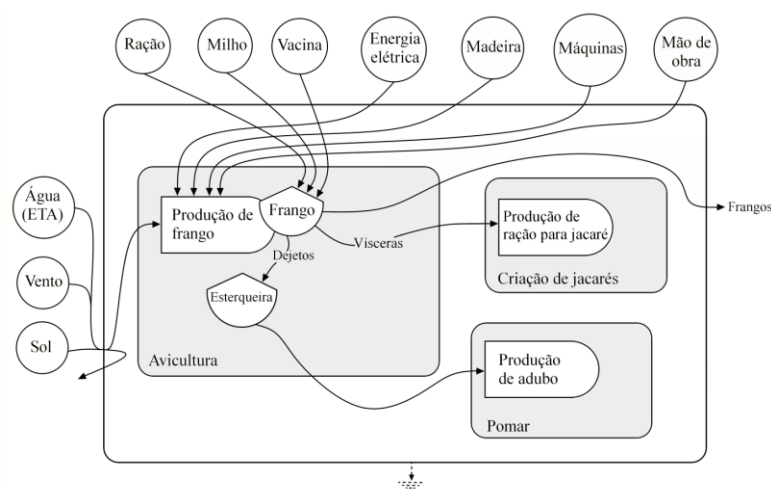 Ração
Milho
Vacina
Energia
elétrica
Madeira
Máquinas
Mão de
obra
Água
(ETA)
Vento
Sol
Produção de
frango
Frango
Dejetos
Vísceras
Esterqueira
Avicultura
Produção de
ração para jacaré
Criação de jacarés
Frangos
Produção
de adubo
Pomar